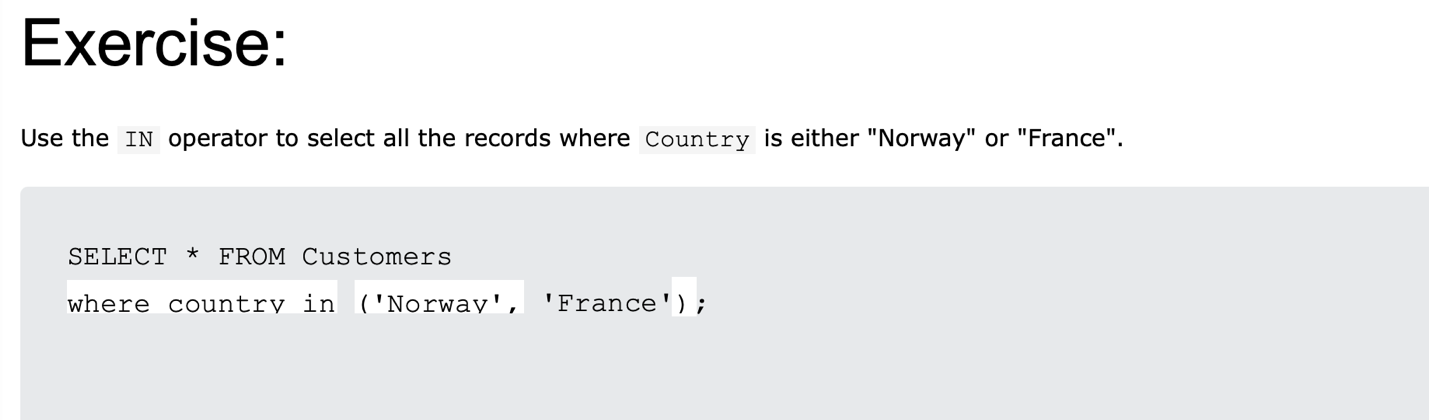 Exercise:
Use the IN operator to select all the records where Country is either "Norway" or "France".
SELECT * FROM Customers
where country in ('Norway', 'France');